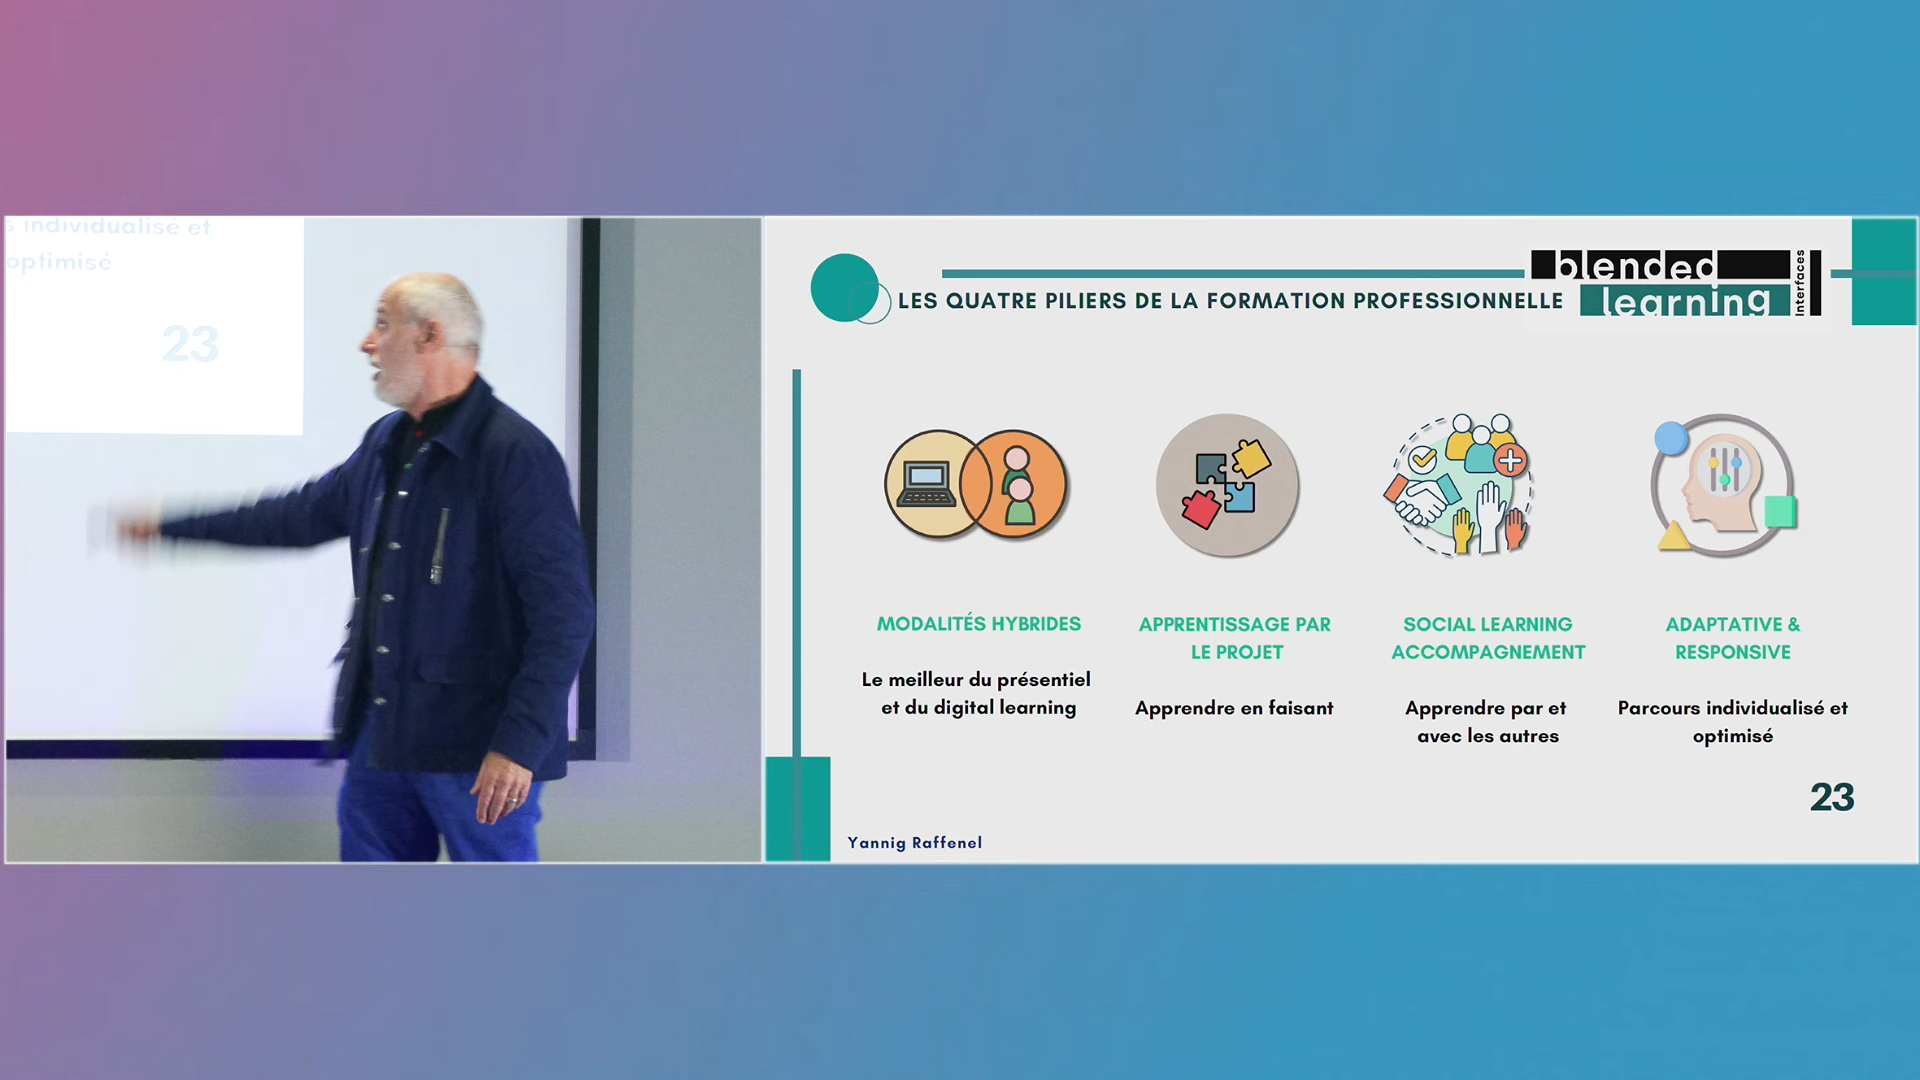 individualisé et
optimisé
23
blended
learning
Interfaces
LES QUATRE PILIERS DE LA FORMATION PROFESSIONNELLE
MODALITÉS HYBRIDES
Le meilleur du présentiel
et du digital learning
APPRENTISSAGE PAR
LE PROJET
Apprendre en faisant
SOCIAL LEARNING
ACCOMPAGNEMENT
Apprendre par et
avec les autres
ADAPTATIVE &
RESPONSIVE
Parcours individualisé et
optimisé
23
Yannig Raffenel